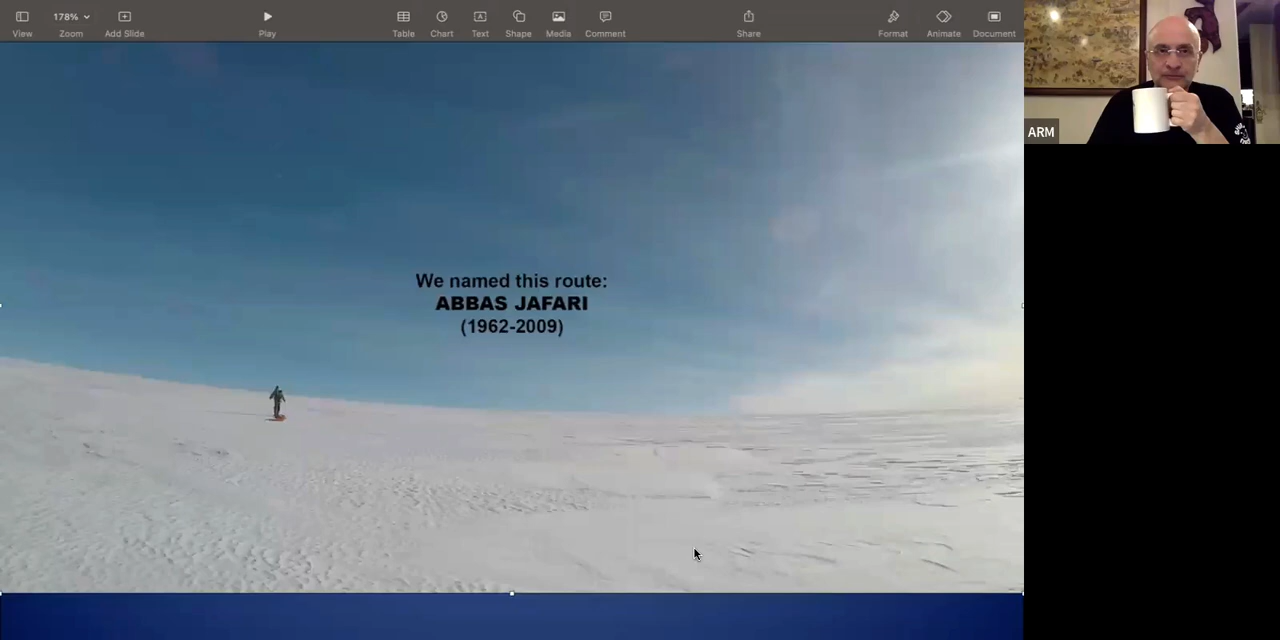 178%
View
Zoom
Add Slide
Play
Table
Chart
Text
Shape
Media
Comment
Share
Format
Animate
Document
ARM
We named this route:
ABBAS JAFARI
(1962-2009)